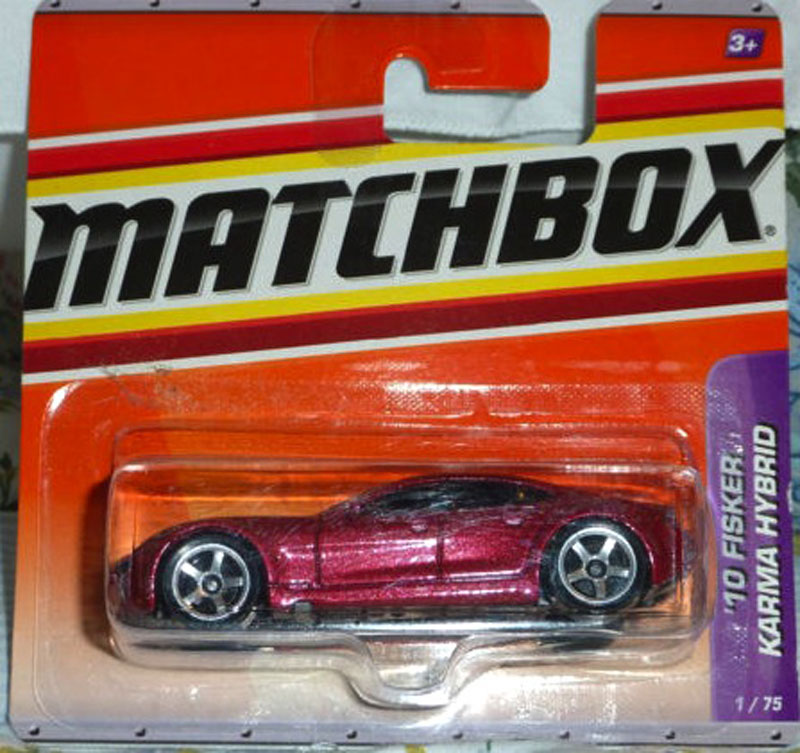 3+
MATCHBOX®
'10 FISKER
KARMA HYBRID
1/75